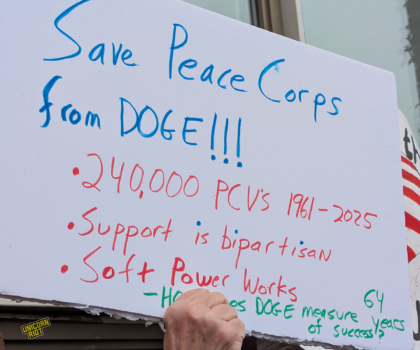 Save Peace Corps
from DOGE!!!
• 240,000 PCV's 1961-2025
• Support is bipartisan
• Soft Power Works
64
years
- DOGE measure
of success?
UNICORN
RIOT